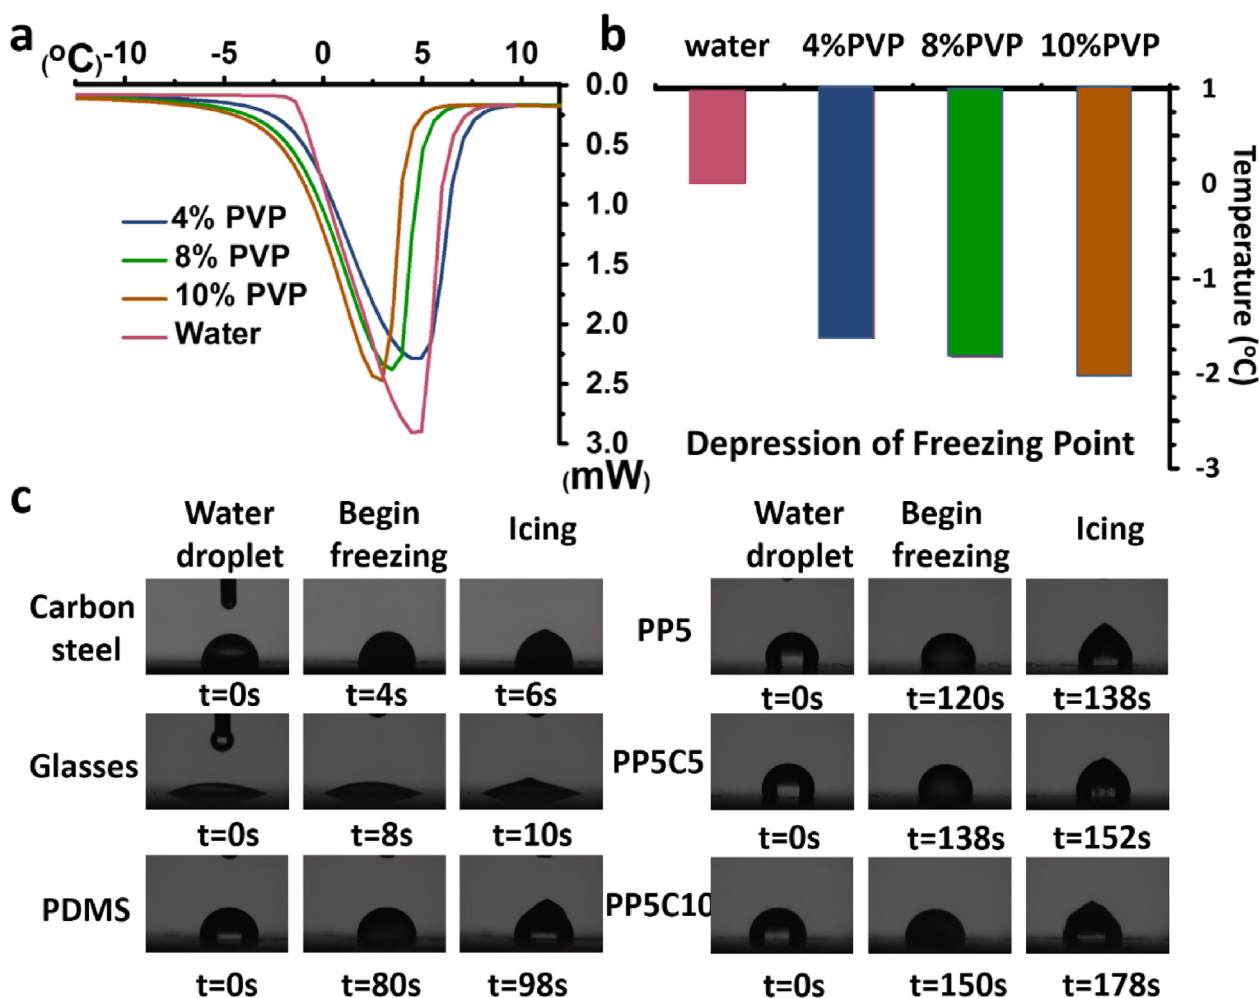 a
(°C) -10 -5 0 5 10
0.0
0.5
1.0
1.5
2.0
2.5
3.0
(mW)
4% PVP
8% PVP
10% PVP
Water
b
water 4%PVP 8%PVP 10%PVP
1
0
-1
-2
-3
Temperature (°C)
Depression of Freezing Point
c
Water
droplet
Begin
freezing
Icing
Carbon
steel
t=0s t=4s t=6s
Glasses
t=0s t=8s t=10s
PDMS
t=0s t=80s t=98s
Water
droplet
Begin
freezing
Icing
PP5
t=0s t=120s t=138s
PP5C5
t=0s t=138s t=152s
PP5C10
t=0s t=150s t=178s